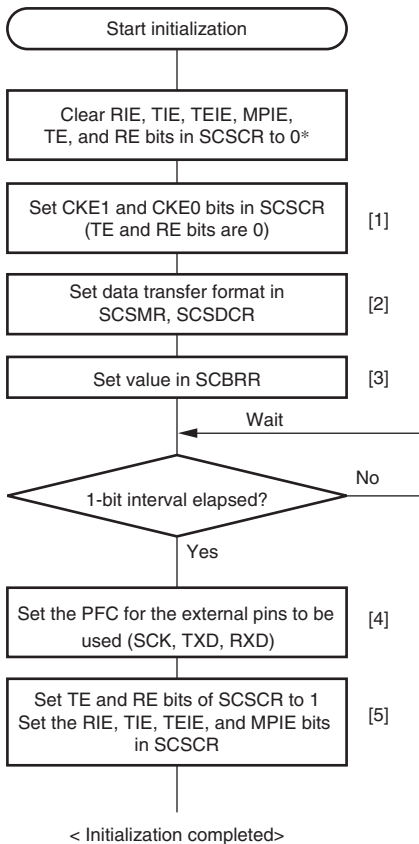 Start initialization
Clear RIE, TIE, TEIE, MPIE,
TE, and RE bits in SCSCR to 0*
Set CKE1 and CKE0 bits in SCSCR
(TE and RE bits are 0)
[1]
Set data transfer format in
SCSMR, SCSDCR
[2]
Set value in SCBRR
[3]
Wait
1-bit interval elapsed?
No
Yes
Set the PFC for the external pins to be
used (SCK, TXD, RXD)
[4]
Set TE and RE bits of SCSCR to 1
Set the RIE, TIE, TEIE, and MPIE bits
in SCSCR
[5]
< Initialization completed>